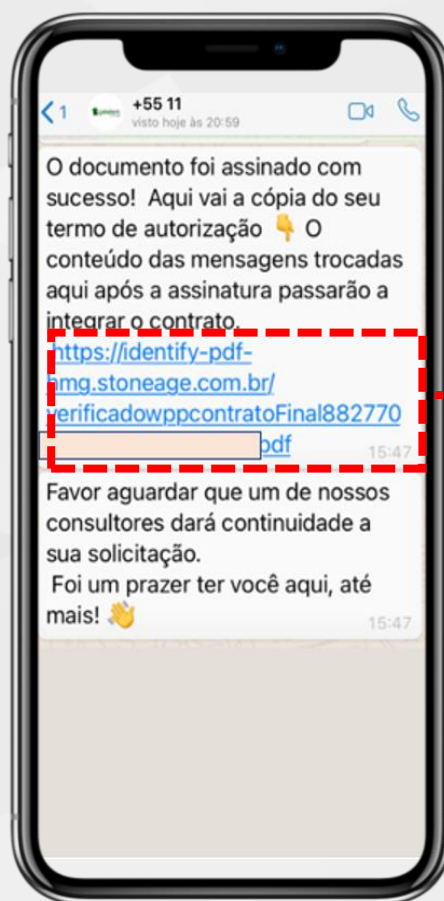 1
+55 11
visto hoje às 20:59
O documento foi assinado com
sucesso! Aqui vai a cópia do seu
termo de autorização 👇 O
conteúdo das mensagens trocadas
aqui após a assinatura passarão a
integrar o contrato.
https://identify-pdf-
hmg.stoneage.com.br/
verificadowppcontratoFinal882770
pdf
15:47
Favor aguardar que um de nossos
consultores dará continuidade a
sua solicitação.
Foi um prazer ter você aqui, até
mais! 👋
15:47